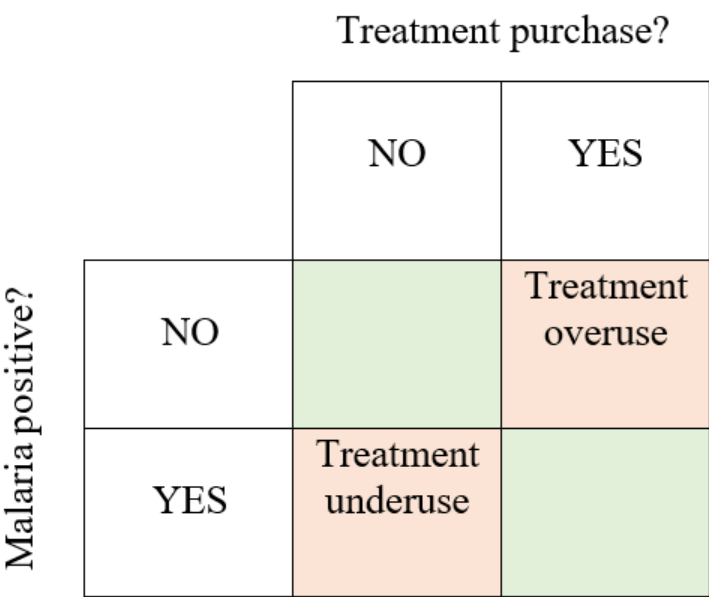 Treatment purchase?
NO
YES
Malaria positive?
NO
Treatment
overuse
YES
Treatment
underuse